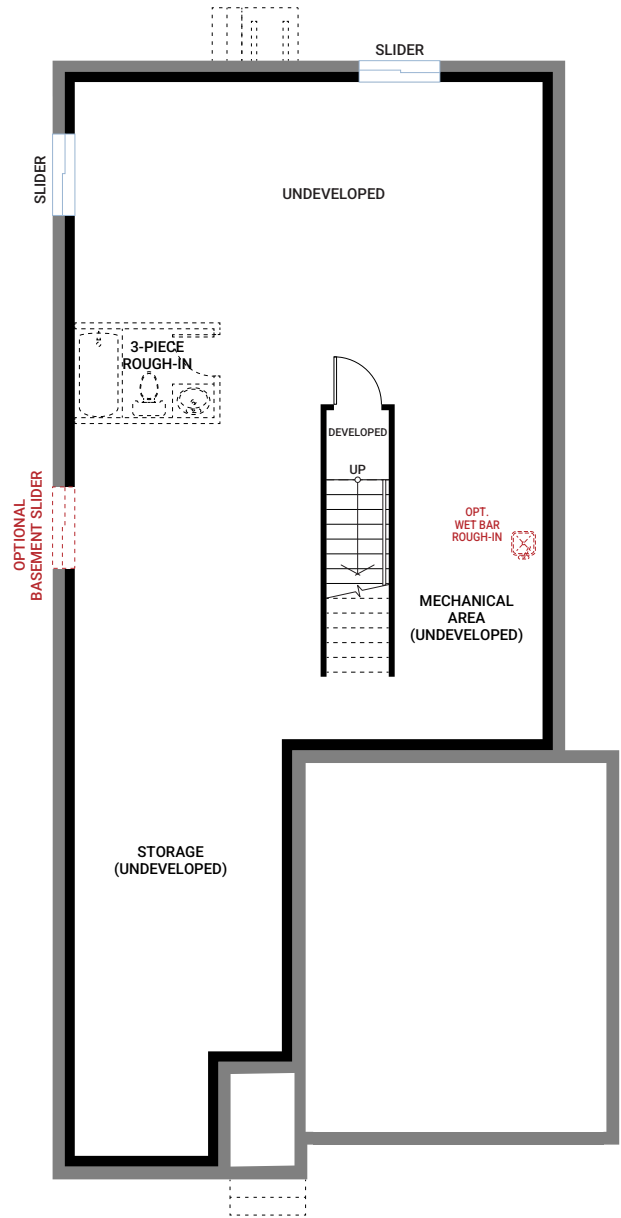 SLIDER
SLIDER
UNDEVELOPED
3-PIECE
ROUGH-IN
DEVELOPED
UP
OPTIONAL
BASEMENT SLIDER
OPT.
WET BAR
ROUGH-IN
MECHANICAL
AREA
(UNDEVELOPED)
STORAGE
(UNDEVELOPED)